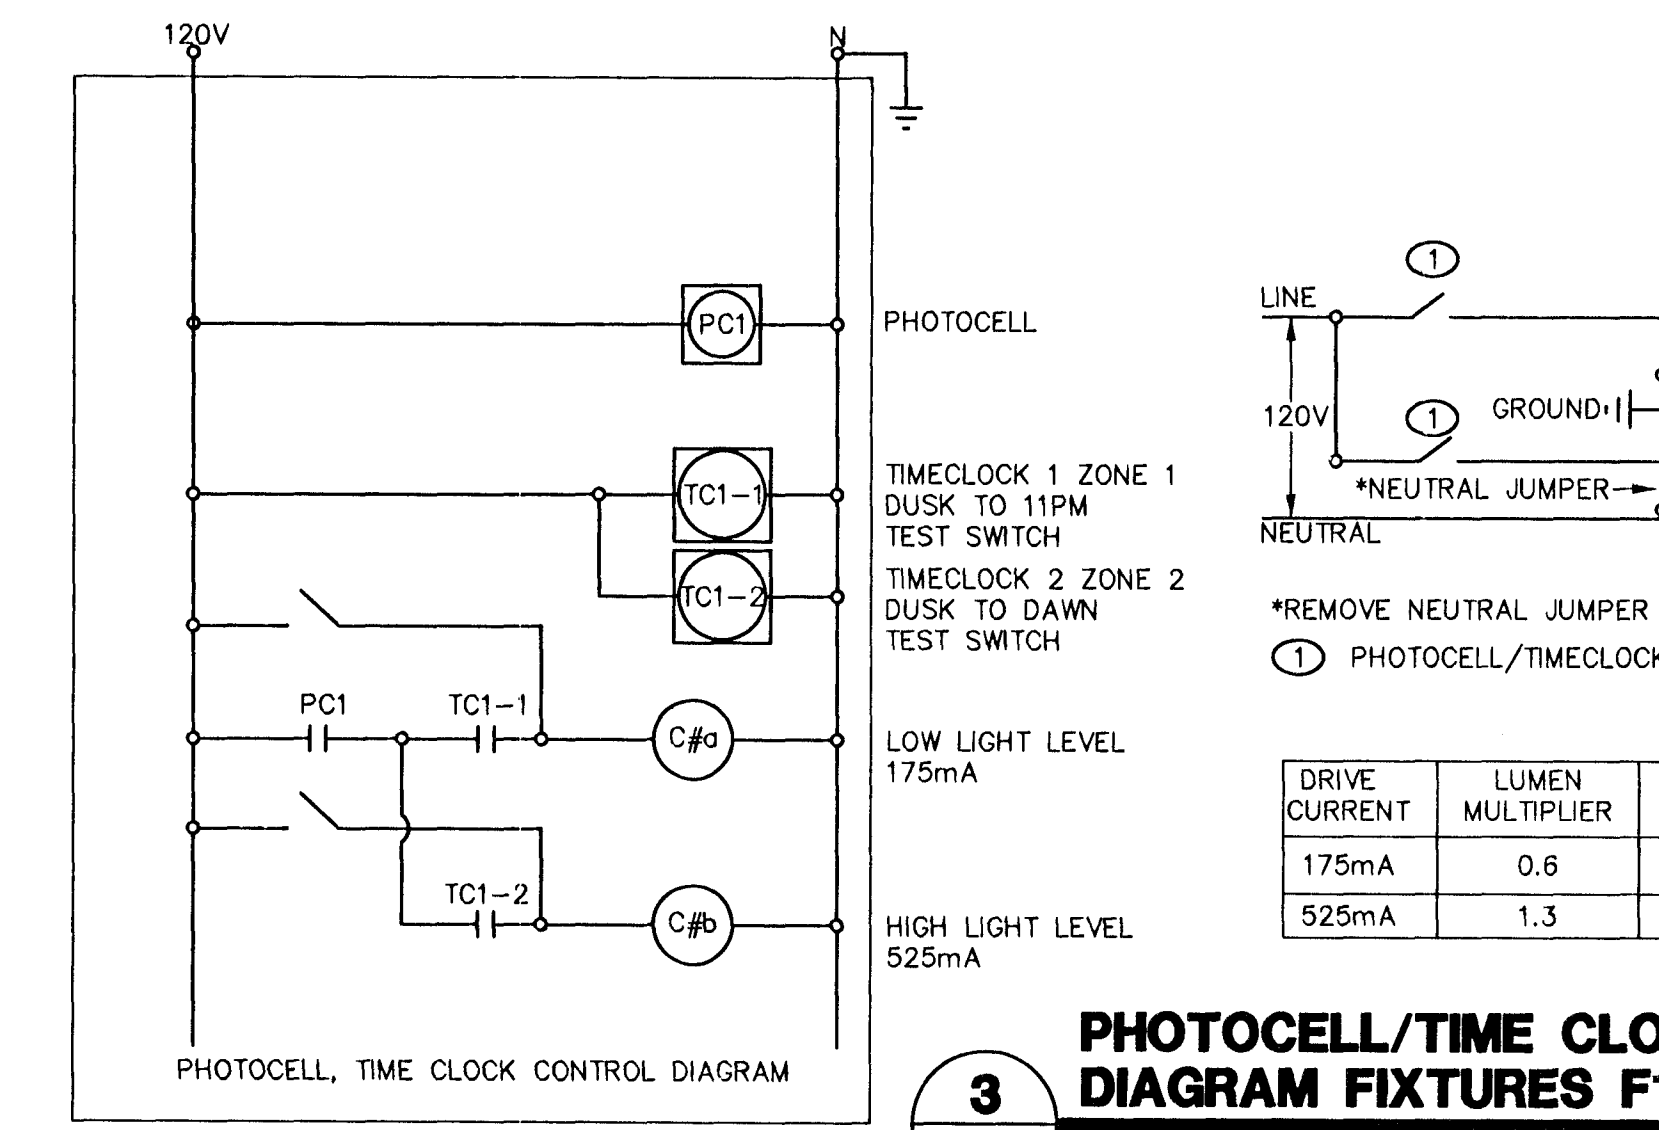 120V
N
PC1
PHOTOCELL
TC1-1
TIMECLOCK 1 ZONE 1
DUSK TO 11PM
TEST SWITCH
TC1-2
TIMECLOCK 2 ZONE 2
DUSK TO DAWN
TEST SWITCH
PC1
TC1-1
C#a
LOW LIGHT LEVEL
175mA
TC1-2
C#b
HIGH LIGHT LEVEL
525mA
PHOTOCELL, TIME CLOCK CONTROL DIAGRAM
1
LINE
120V
1
GROUND
*NEUTRAL JUMPER
NEUTRAL
*REMOVE NEUTRAL JUMPER
1 PHOTOCELL/TIMECLOCK
DRIVE CURRENT
LUMEN MULTIPLIER
175mA 0.6
525mA 1.3
3
PHOTOCELL/TIME CLO
DIAGRAM FIXTURES F1